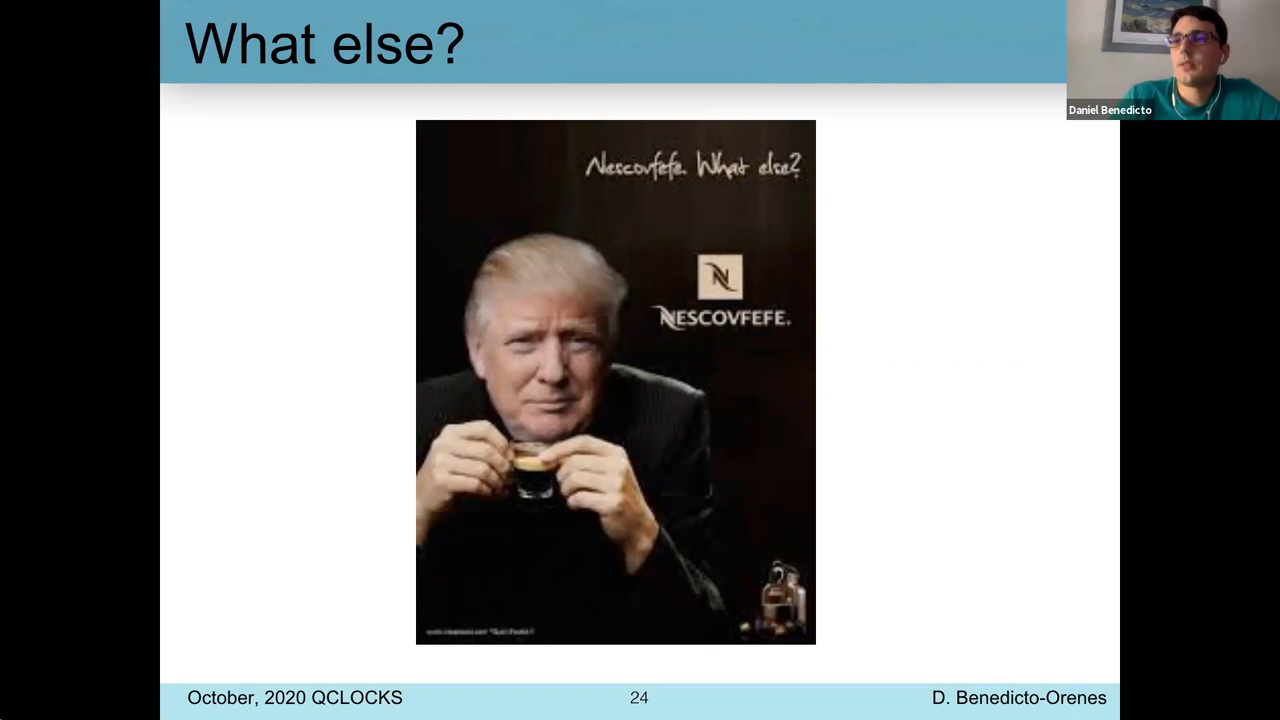 What else?
Daniel Benedicto
Nescovfefe. What else?
N
NESCOVFEFE.
October, 2020 QCLOCKS
24
D. Benedicto-Orenes